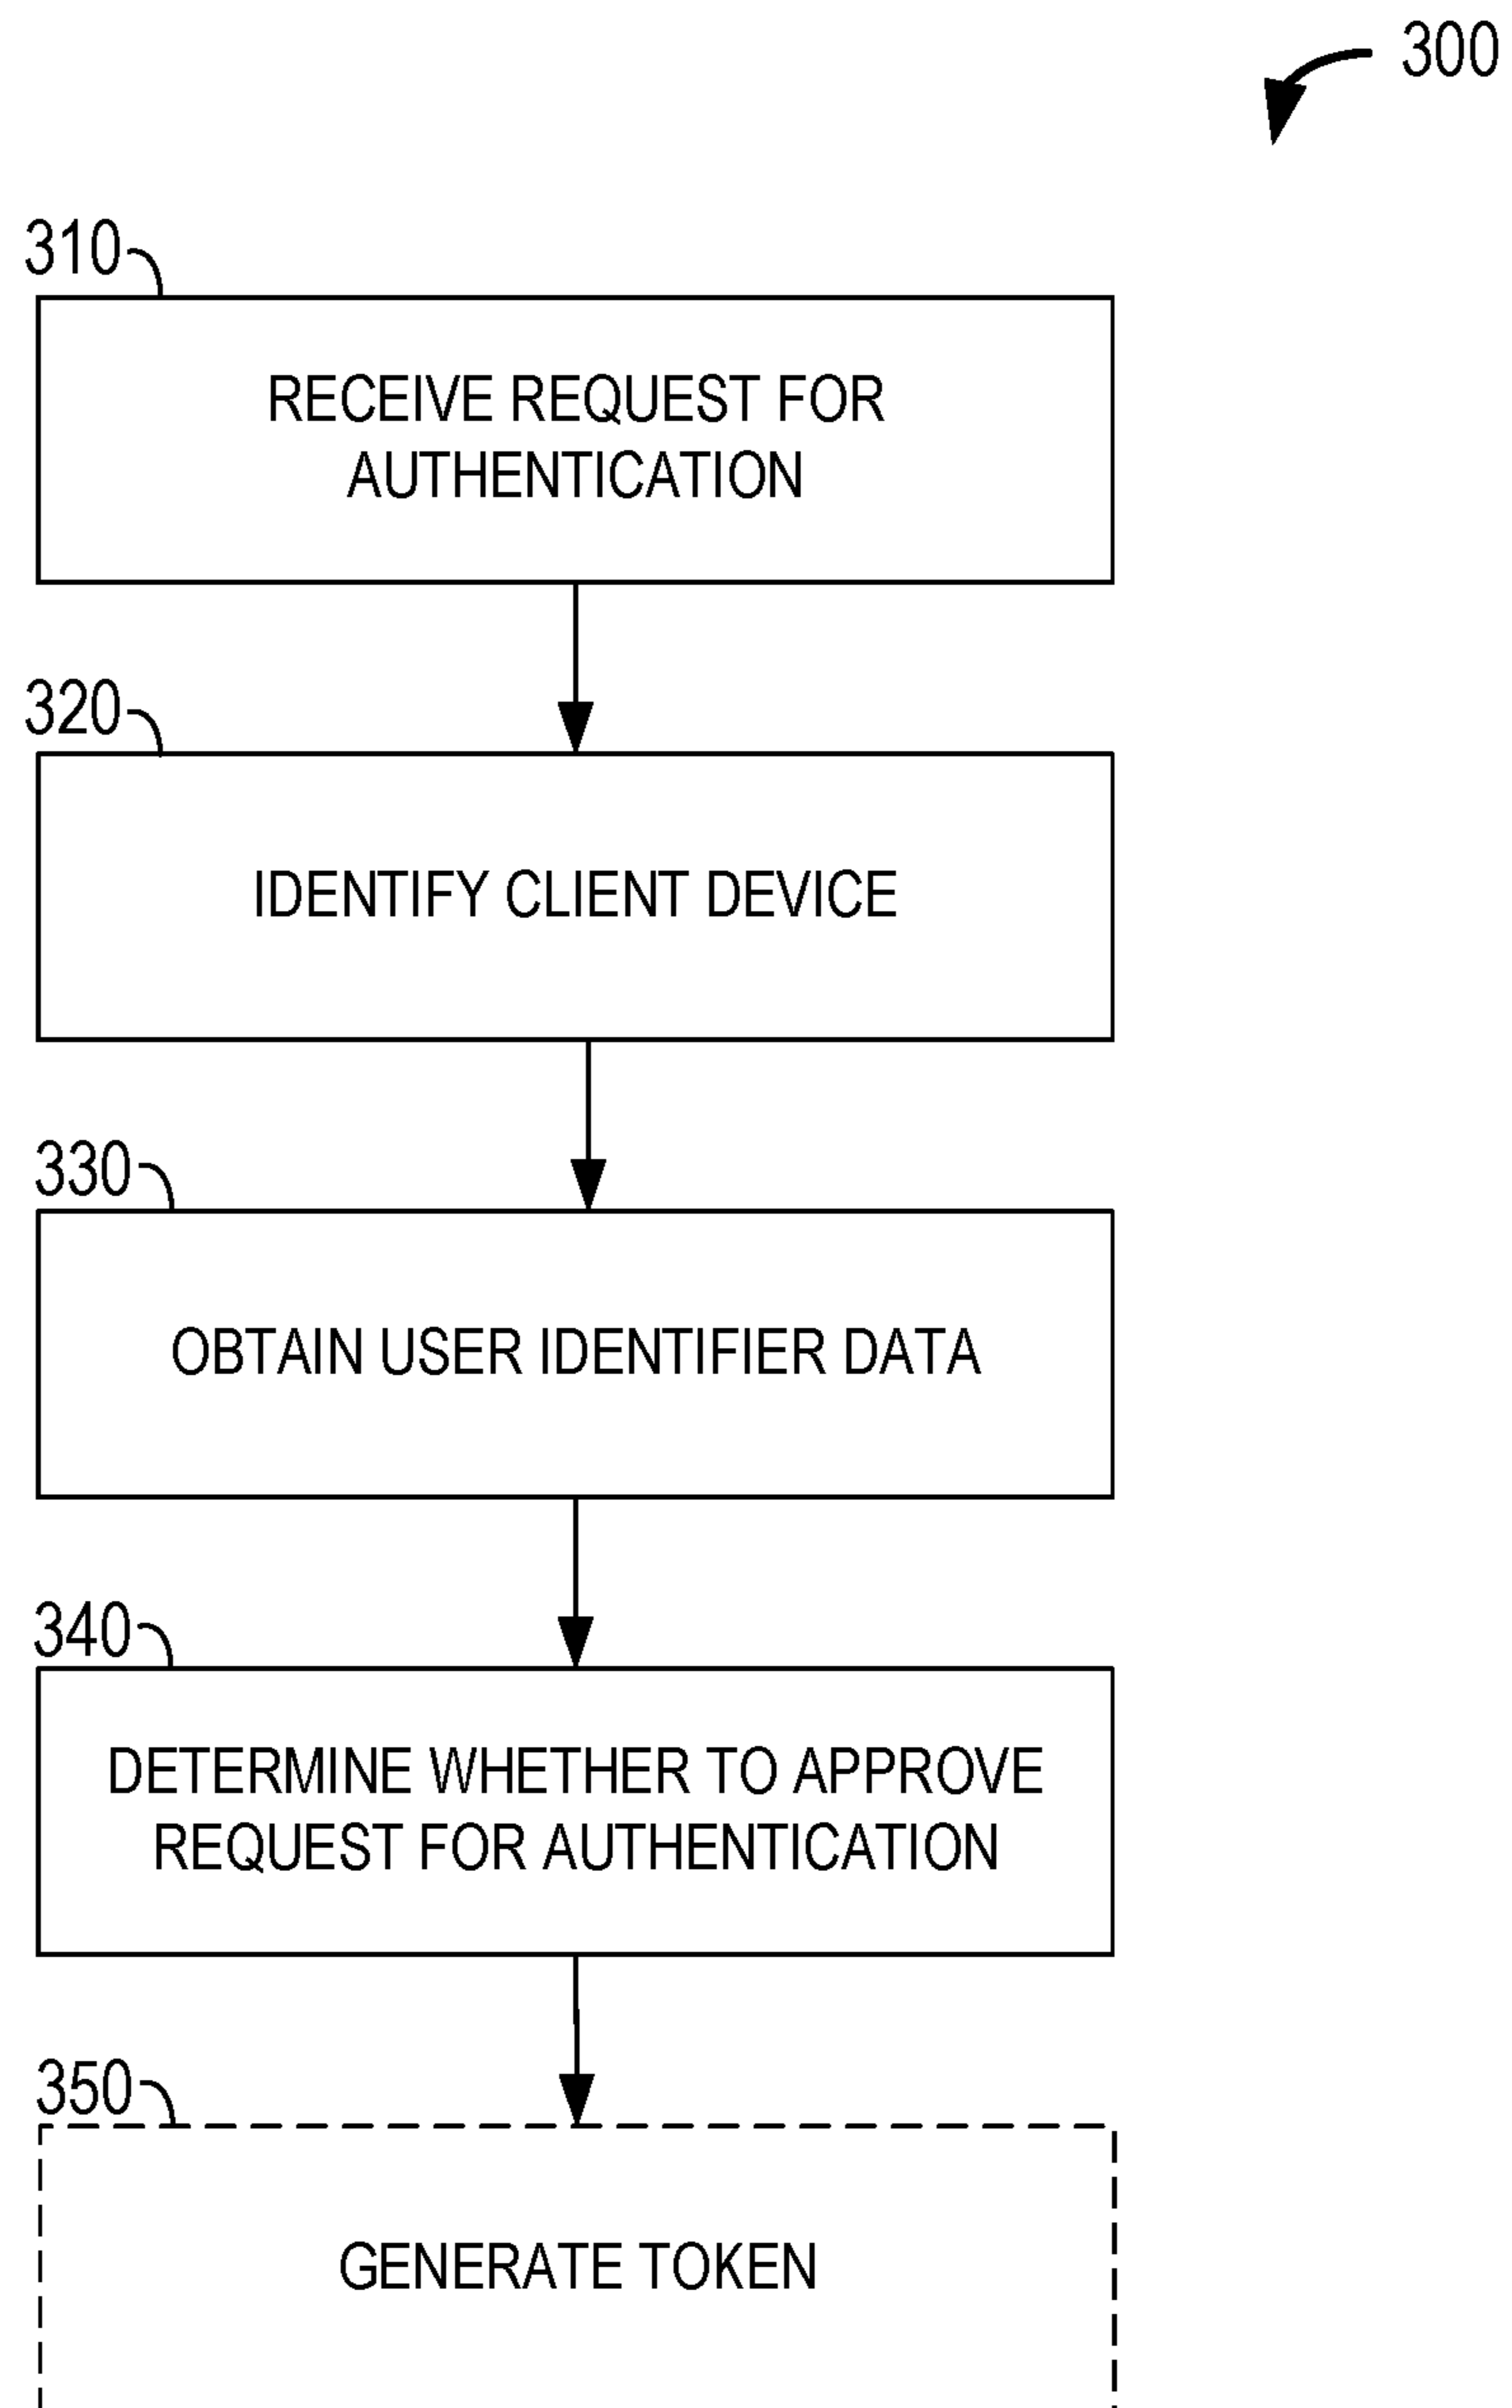 300
310
RECEIVE REQUEST FOR
AUTHENTICATION
320
IDENTIFY CLIENT DEVICE
330
OBTAIN USER IDENTIFIER DATA
340
DETERMINE WHETHER TO APPROVE
REQUEST FOR AUTHENTICATION
350
GENERATE TOKEN